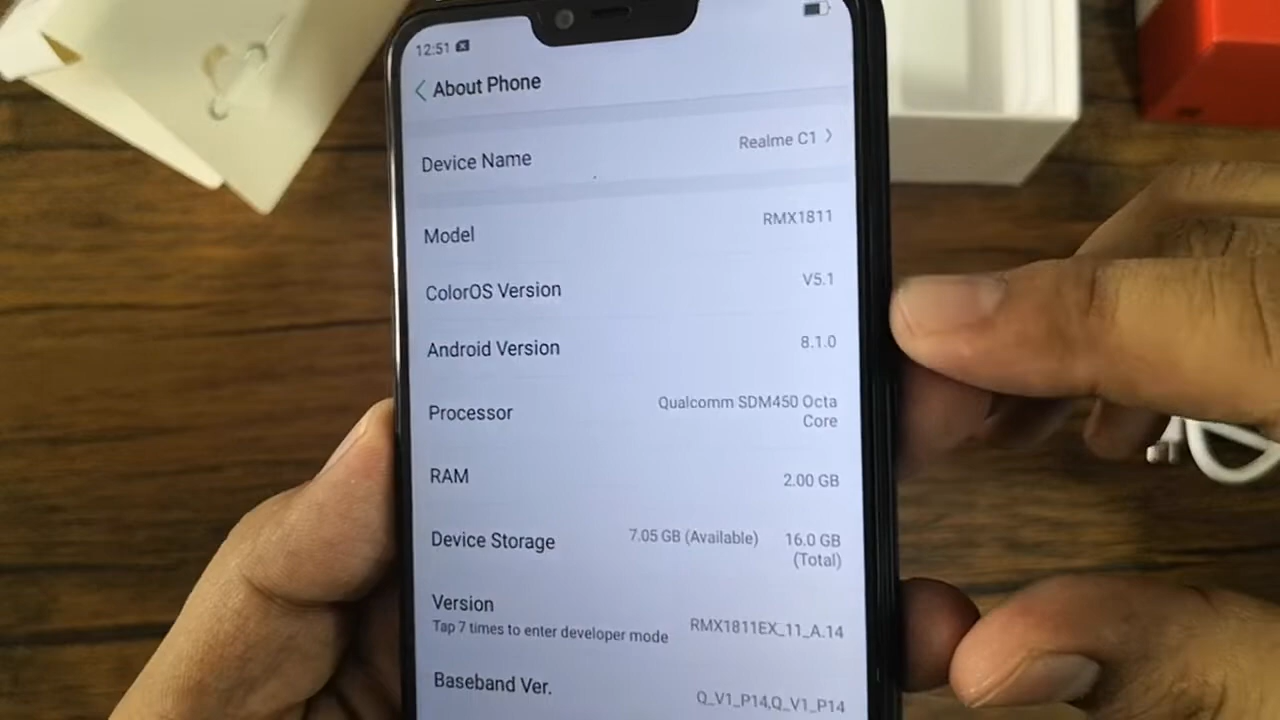 12:51
About Phone
Device Name Realme C1
Model RMX1811
ColorOS Version V5.1
Android Version 8.1.0
Processor Qualcomm SDM450 Octa
Core
RAM 2.00 GB
Device Storage 7.05 GB (Available) 16.0 GB
(Total)
Version
Tap 7 times to enter developer mode RMX1811EX_11_A.14
Baseband Ver. Q_V1_P14,Q_V1_P14